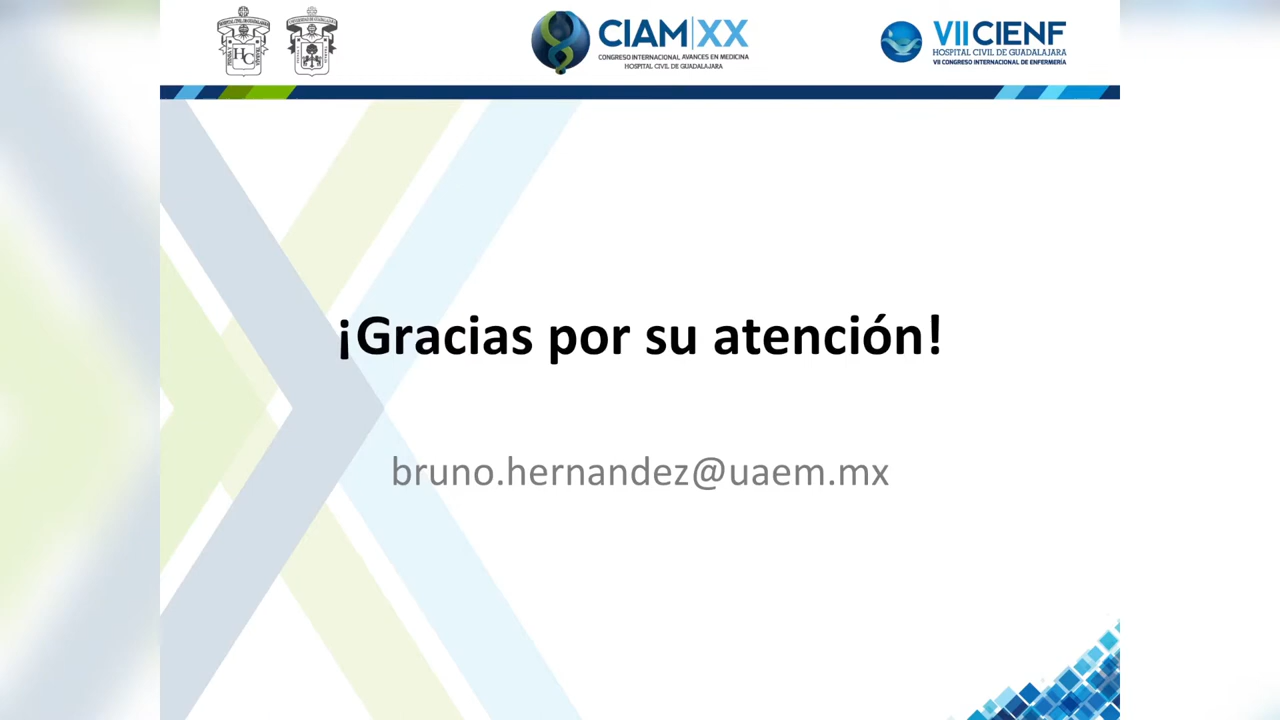 CIAM|XX
CONGRESO INTERNACIONAL AVANCES EN MEDICINA
HOSPITAL CIVIL DE GUADALAJARA
VII CIENF
HOSPITAL CIVIL DE GUADALAJARA
VII CONGRESO INTERNACIONAL DE ENFERMERÍA
¡Gracias por su atención!
bruno.hernandez@uaem.mx